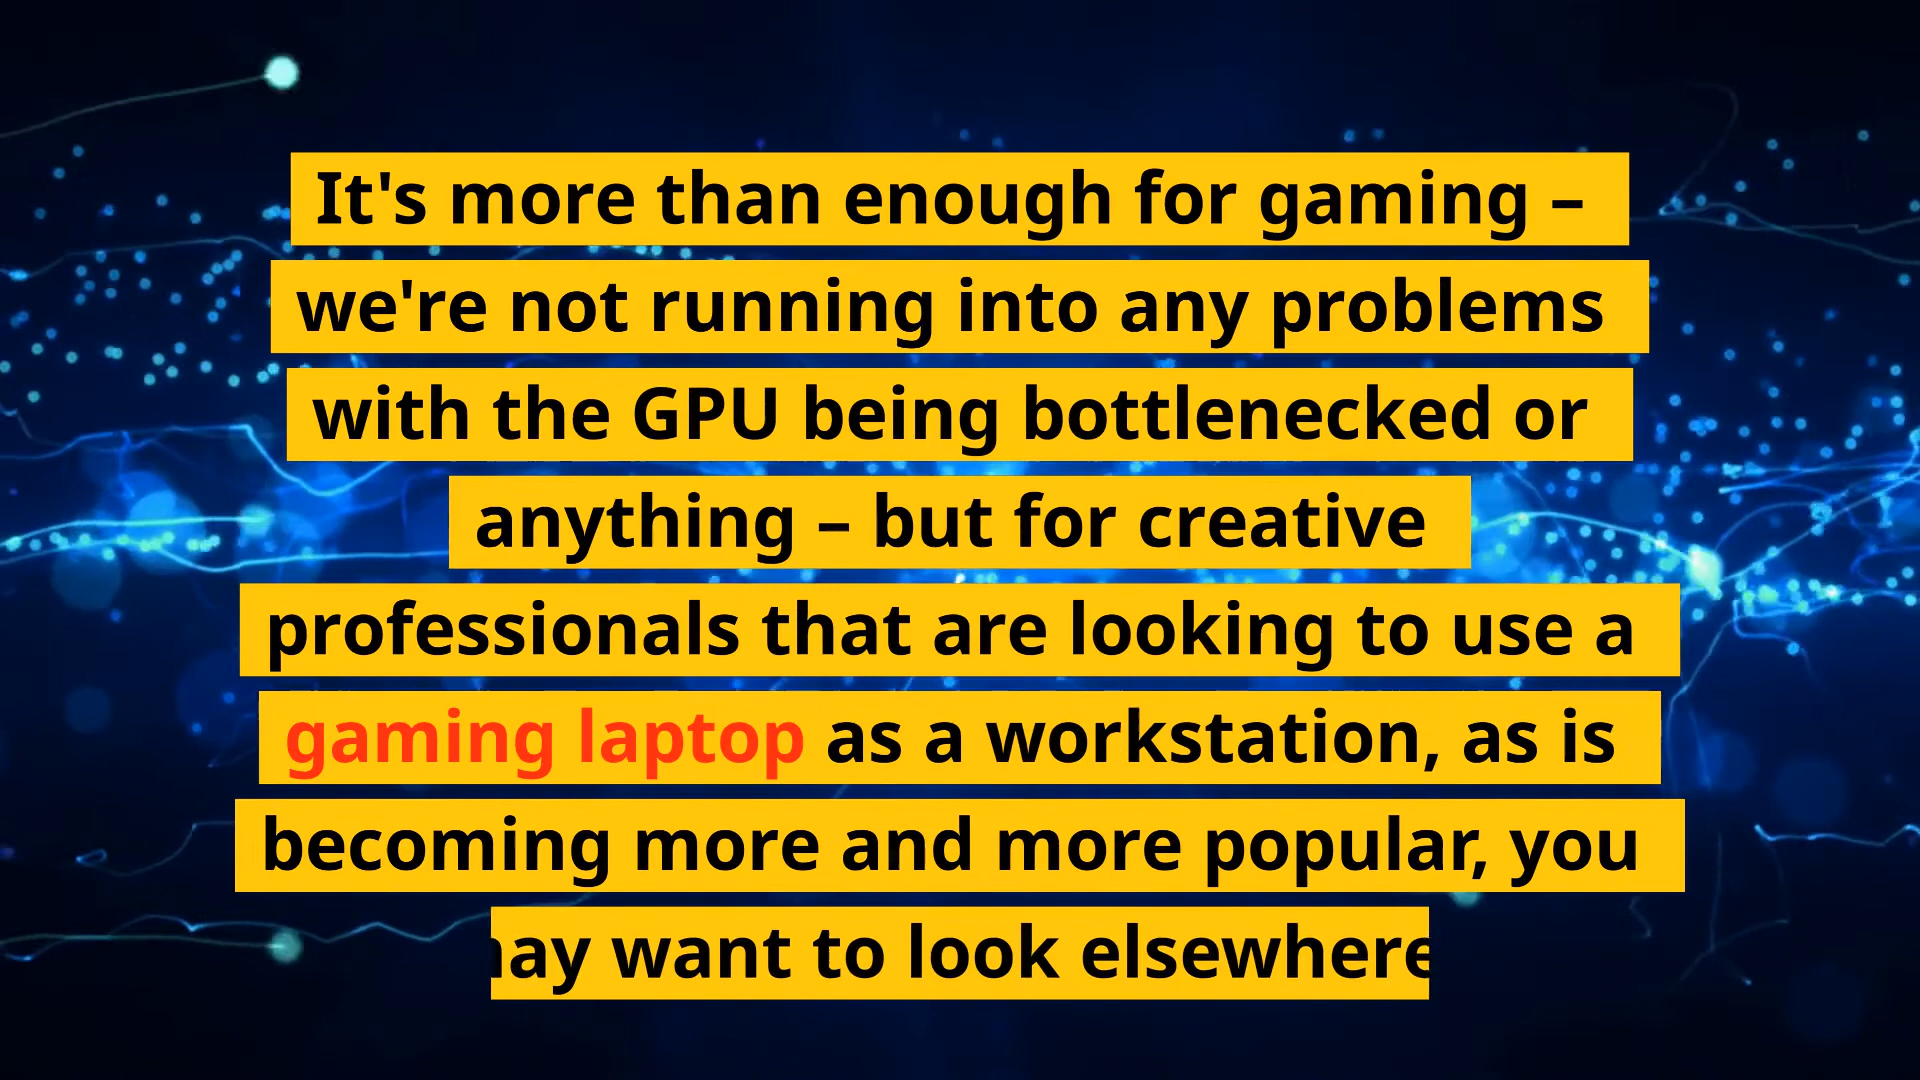 It's more than enough for gaming –
we're not running into any problems
with the GPU being bottlenecked or
anything – but for creative
professionals that are looking to use a
gaming laptop as a workstation, as is
becoming more and more popular, you
may want to look elsewhere